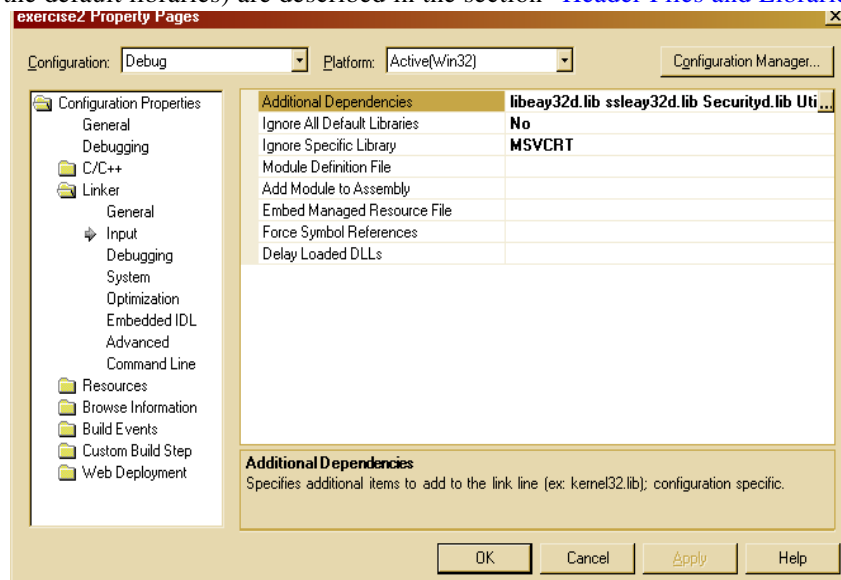 the default libraries) are described in the section "Header Files and Librarie
exercise2 Property Pages
Configuration: Debug Platform: Active(Win32) Configuration Manager...
Configuration Properties
General
Debugging
C/C++
Linker
General
Input
Debugging
System
Optimization
Embedded IDL
Advanced
Command Line
Resources
Browse Information
Build Events
Custom Build Step
Web Deployment
Additional Dependencies libeay32d.lib ssleay32d.lib Securityd.lib Uti...
Ignore All Default Libraries No
Ignore Specific Library MSVCRT
Module Definition File
Add Module to Assembly
Embed Managed Resource File
Force Symbol References
Delay Loaded DLLs
Additional Dependencies
Specifies additional items to add to the link line (ex: kernel32.lib); configuration specific.
OK Cancel Apply Help